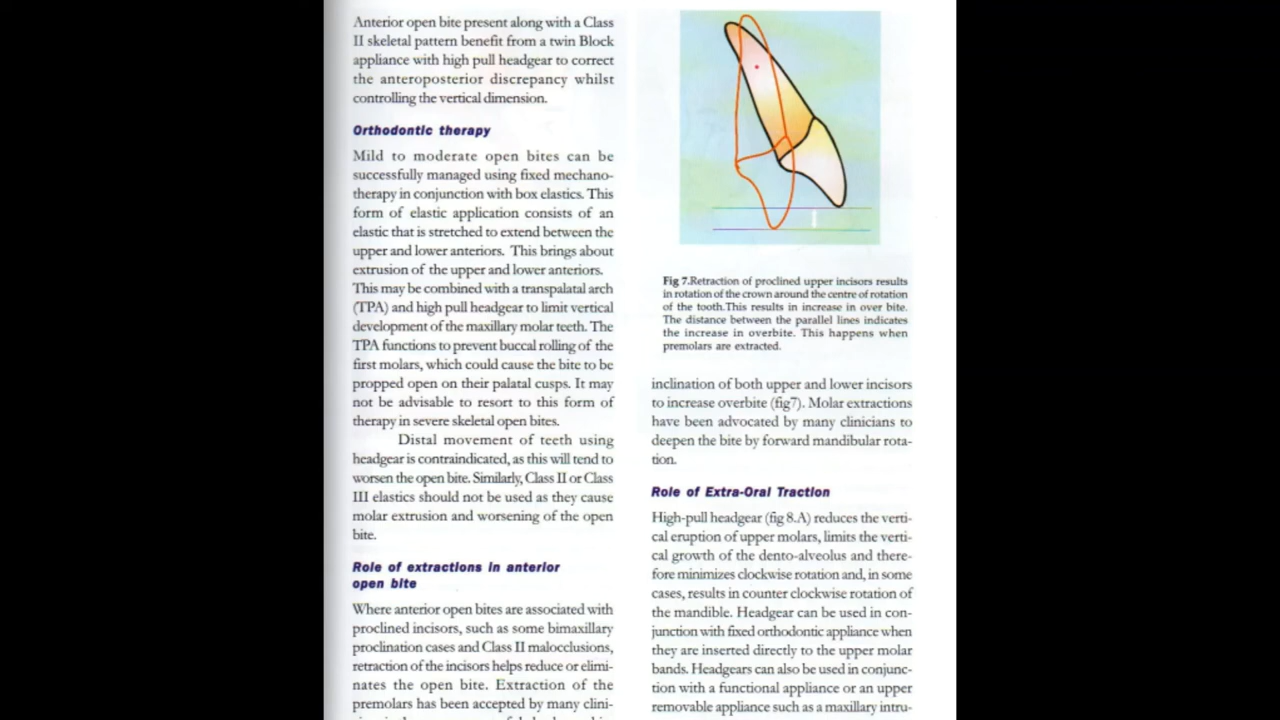 Anterior open bite present along with a Class
II skeletal pattern benefit from a twin Block
appliance with high pull headgear to correct
the anteroposterior discrepancy whilst
controlling the vertical dimension.
Orthodontic therapy
Mild to moderate open bites can be
successfully managed using fixed mechano-
therapy in conjunction with box elastics. This
form of elastic application consists of an
elastic that is stretched to extend between the
upper and lower anteriors. This brings about
extrusion of the upper and lower anteriors.
This may be combined with a transpalatal arch
(TPA) and high pull headgear to limit vertical
development of the maxillary molar teeth. The
TPA functions to prevent buccal rolling of the
first molars, which could cause the bite to be
propped open on their palatal cusps. It may
not be advisable to resort to this form of
therapy in severe skeletal open bites.
Distal movement of teeth using
headgear is contraindicated, as this will tend to
worsen the open bite. Similarly, Class II or Class
III elastics should not be used as they cause
molar extrusion and worsening of the open
bite.
Role of extractions in anterior
open bite
Where anterior open bites are associated with
proclined incisors, such as some bimaxillary
proclination cases and Class II malocclusions,
retraction of the incisors helps reduce or elimi-
nates the open bite. Extraction of the
premolars has been accepted by many clini-
Fig 7.Retraction of proclined upper incisors results
in rotation of the crown around the centre of rotation
of the tooth.This results in increase in over bite.
The distance between the parallel lines indicates
the increase in overbite. This happens when
premolars are extracted.
inclination of both upper and lower incisors
to increase overbite (fig7). Molar extractions
have been advocated by many clinicians to
deepen the bite by forward mandibular rota-
tion.
Role of Extra-Oral Traction
High-pull headgear (fig 8.A) reduces the verti-
cal eruption of upper molars, limits the verti-
cal growth of the dento-alveolus and there-
fore minimizes clockwise rotation and, in some
cases, results in counter clockwise rotation of
the mandible. Headgear can be used in con-
junction with fixed orthodontic appliance when
they are inserted directly to the upper molar
bands. Headgears can also be used in conjunc-
tion with a functional appliance or an upper
removable appliance such as a maxillary intru-